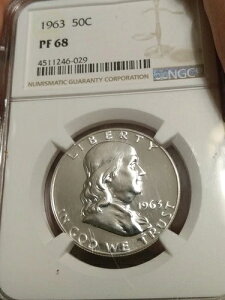 1963 50C
PF 68
4511246-029
NUMISMATIC GUARANTY CORPORATION
NGC
LIBERTY
1963
IN GOD WE TRUST